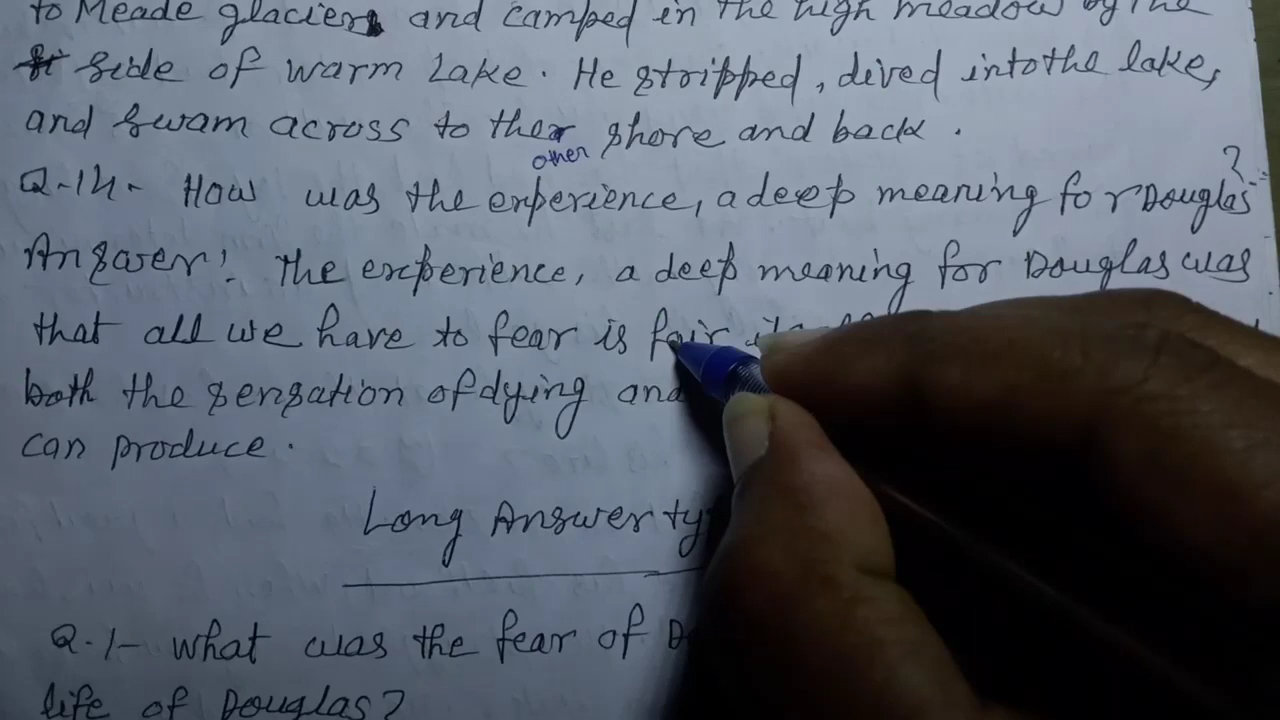 to Meade glacier and camped in the high meadow by the
side of warm Lake. He stripped, dived into the lake,
and swam across to the other shore and back.
Q.14- How was the experience, a deep meaning for Douglas?
Answer: The experience, a deep meaning for Douglas was
that all we have to fear is fair
both the sensation of dying and
can produce.
Long Answer ty
Q.1- What was the fear of D
life of Douglas?